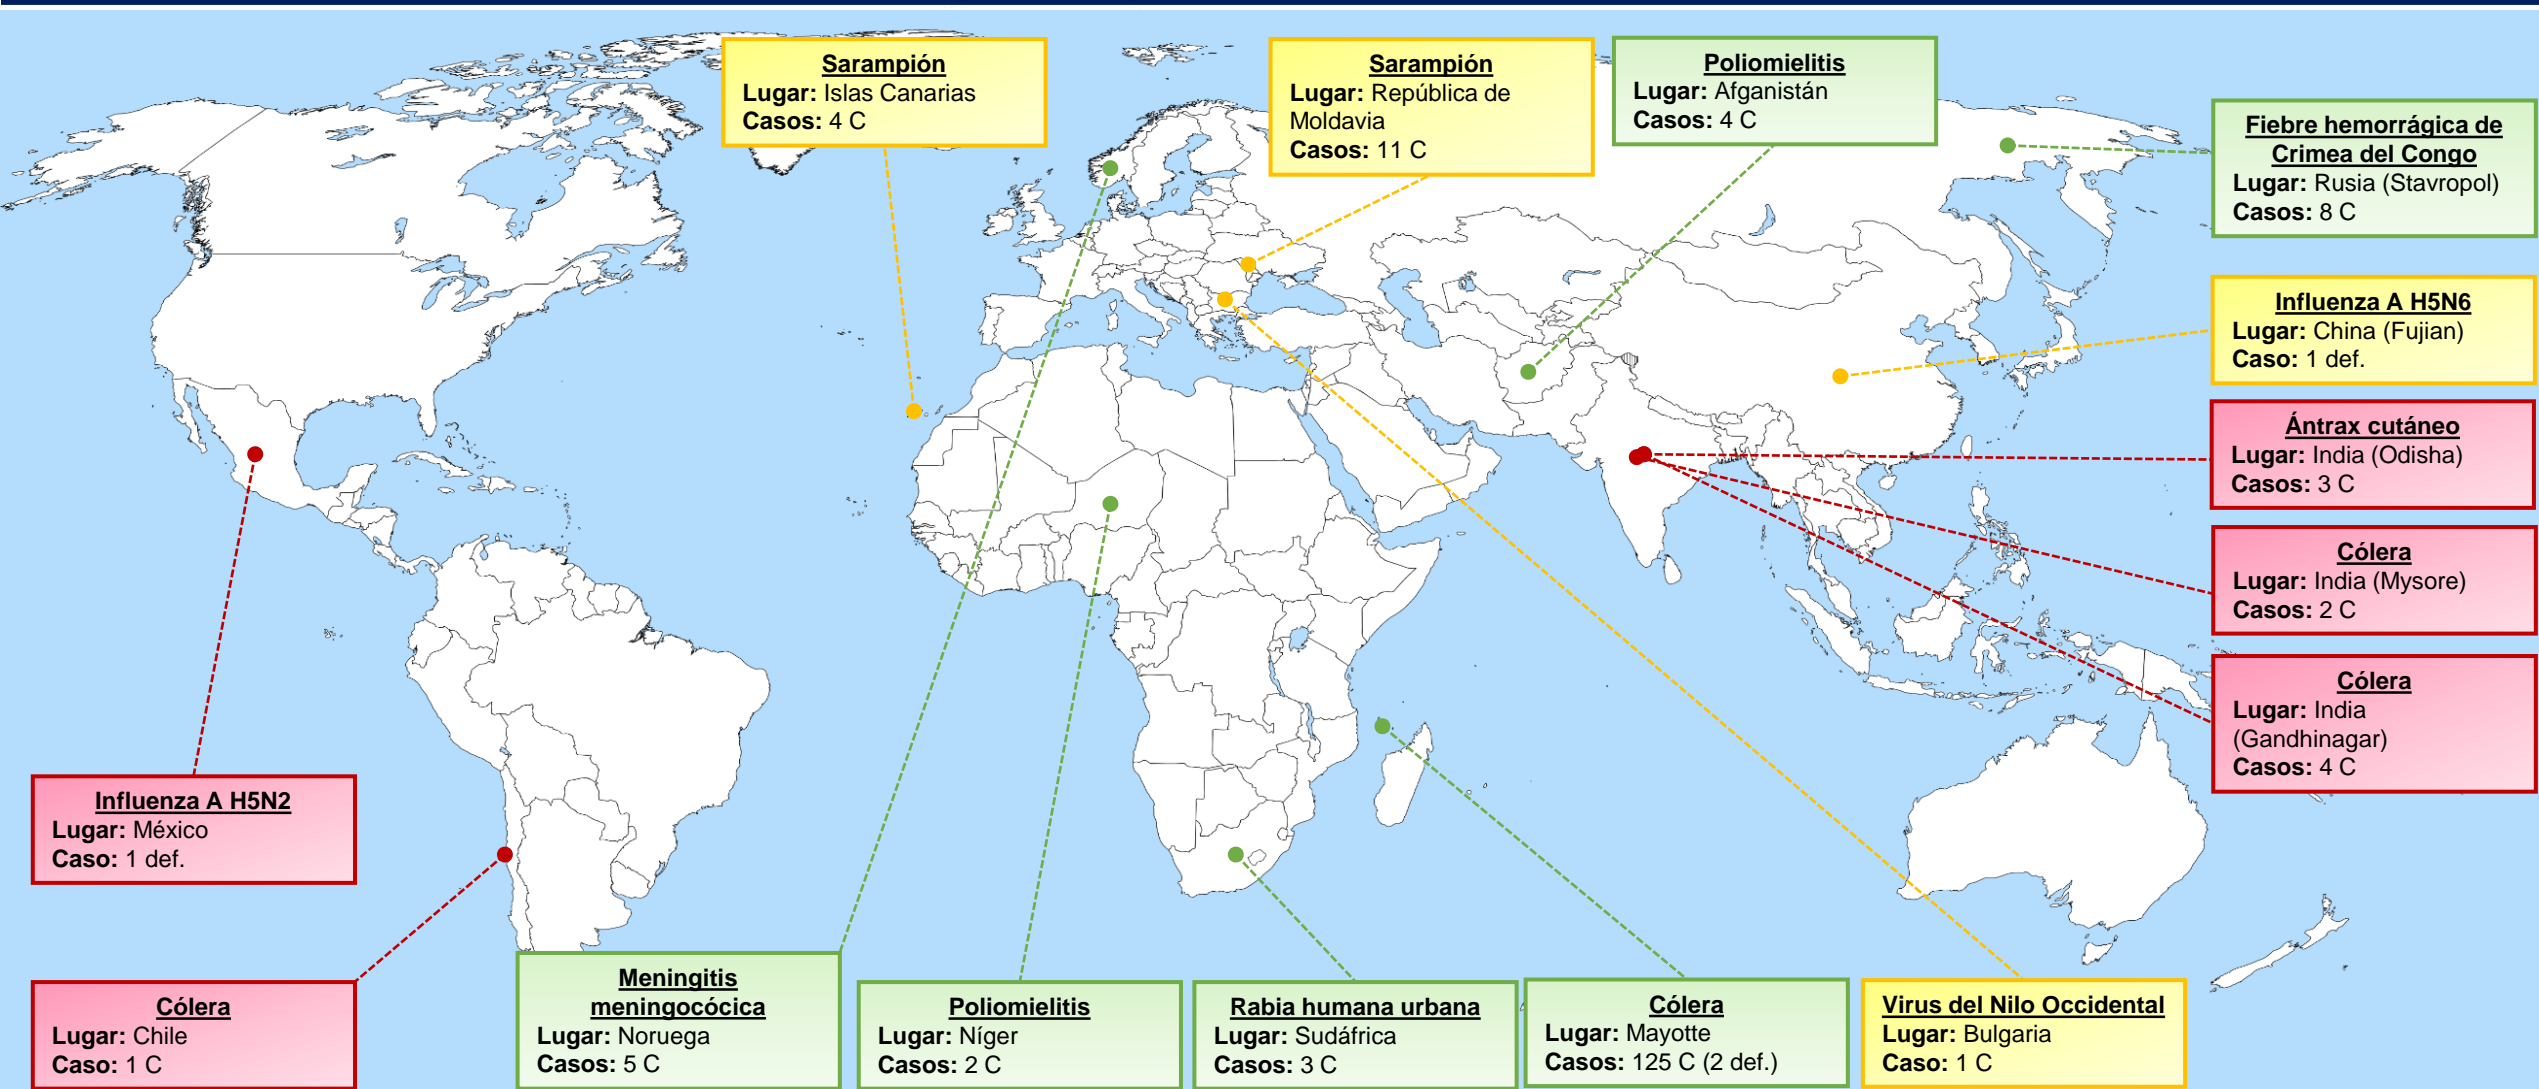 Sarampión
Lugar: Islas Canarias
Casos: 4 C
Sarampión
Lugar: República de
Moldavia
Casos: 11 C
Poliomielitis
Lugar: Afganistán
Casos: 4 C
Fiebre hemorrágica de
Crimea del Congo
Lugar: Rusia (Stavropol)
Casos: 8 C
Influenza A H5N6
Lugar: China (Fujian)
Caso: 1 def.
Ántrax cutáneo
Lugar: India (Odisha)
Casos: 3 C
Cólera
Lugar: India (Mysore)
Casos: 2 C
Cólera
Lugar: India
(Gandhinagar)
Casos: 4 C
Influenza A H5N2
Lugar: México
Caso: 1 def.
Cólera
Lugar: Chile
Caso: 1 C
Meningitis
meningocócica
Lugar: Noruega
Casos: 5 C
Poliomielitis
Lugar: Níger
Casos: 2 C
Rabia humana urbana
Lugar: Sudáfrica
Casos: 3 C
Cólera
Lugar: Mayotte
Casos: 125 C (2 def.)
Virus del Nilo Occidental
Lugar: Bulgaria
Caso: 1 C